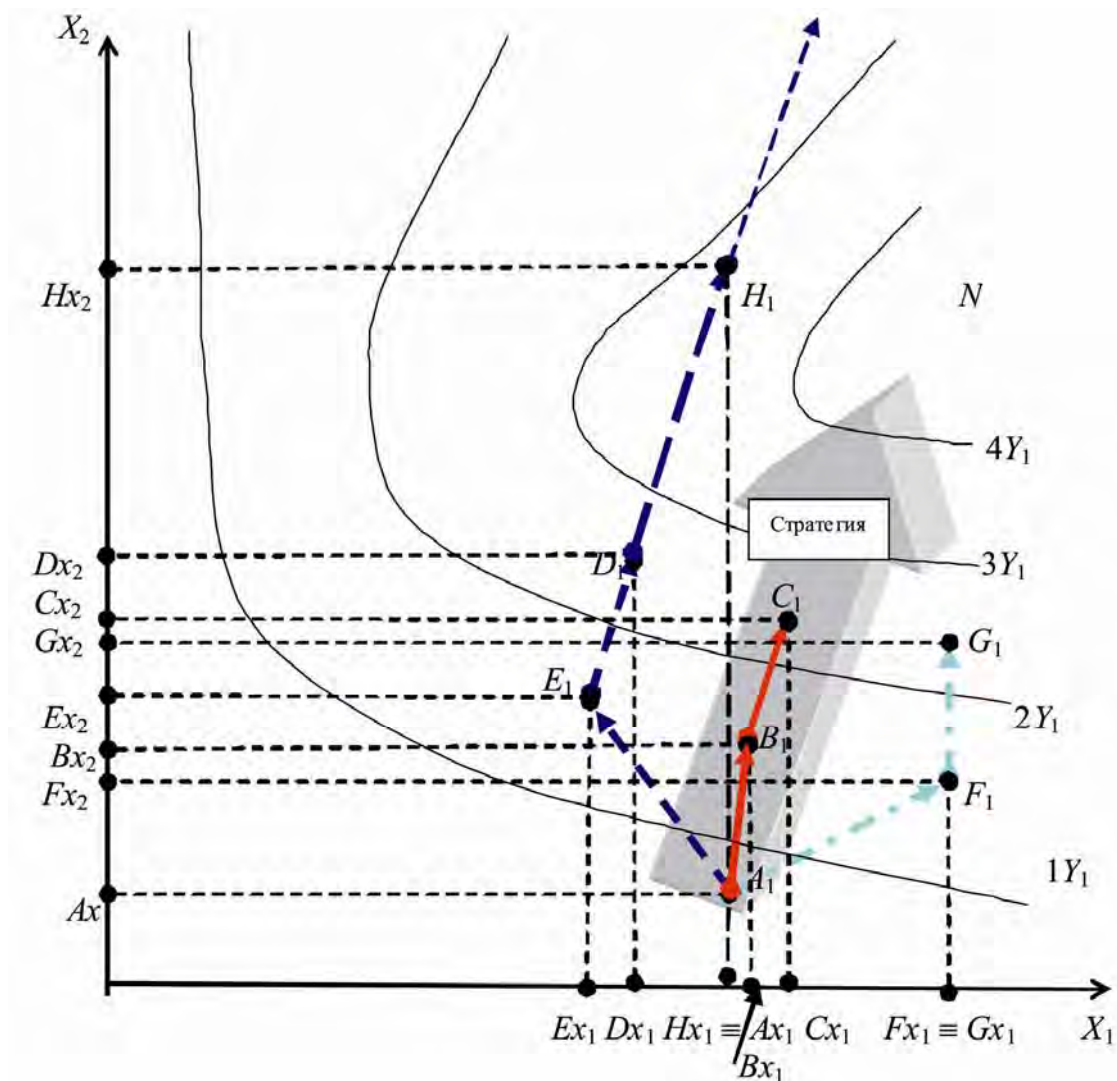 X₂
Hx₂
H₁
N
4Y₁
Стратегия
Dx₂
D₁
3Y₁
Cx₂
C₁
Gx₂
G₁
E₁
Ex₂
2Y₁
Bx₂
B₁
Fx₂
F₁
A₁
1Y₁
Ax
Ex₁ Dx₁ Hx₁ ≡ Ax₁ Cx₁ Fx₁ ≡ Gx₁ X₁
Bx₁